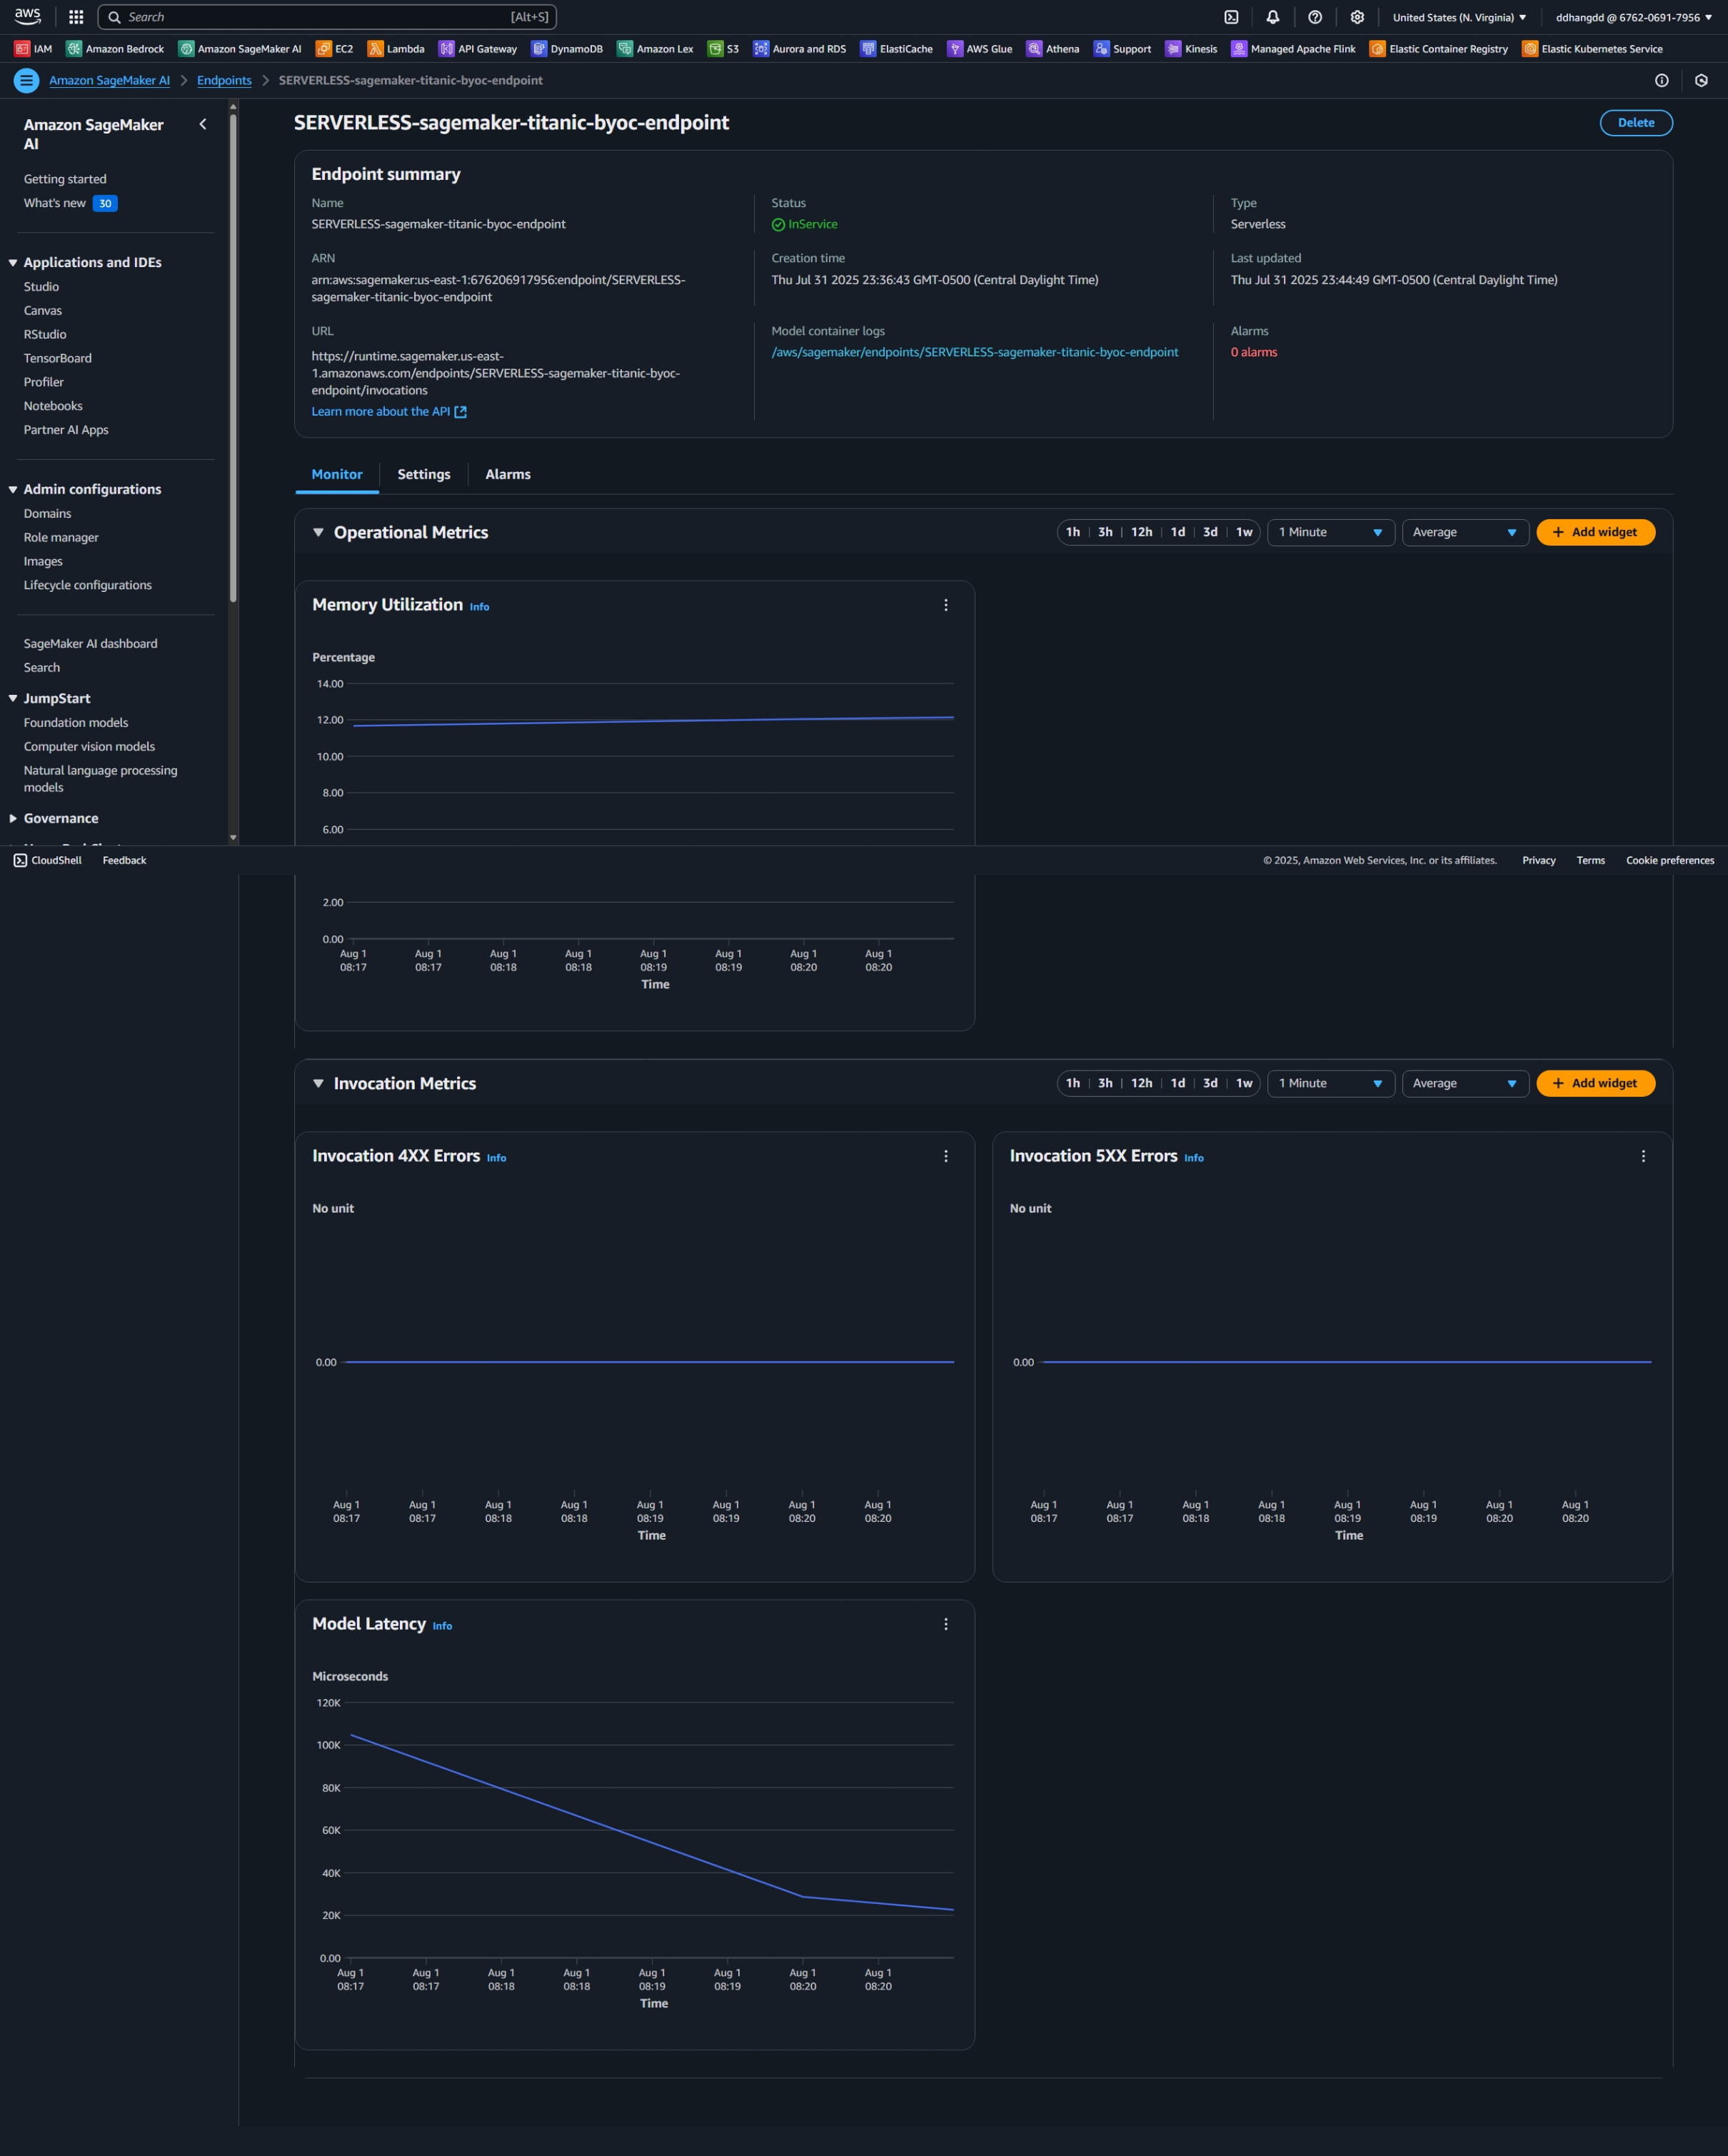 aws
Search [Alt+S]
United States (N. Virginia)
ddhangdd @ 6762-0691-7956
IAM
Amazon Bedrock
Amazon SageMaker AI
EC2
Lambda
API Gateway
DynamoDB
Amazon Lex
S3
Aurora and RDS
ElastiCache
AWS Glue
Athena
Support
Kinesis
Managed Apache Flink
Elastic Container Registry
Elastic Kubernetes Service
Amazon SageMaker AI
Endpoints
SERVERLESS-sagemaker-titanic-byoc-endpoint
Amazon SageMaker
AI
Getting started
What's new 30
Applications and IDEs
Studio
Canvas
RStudio
TensorBoard
Profiler
Notebooks
Partner AI Apps
Admin configurations
Domains
Role manager
Images
Lifecycle configurations
SageMaker AI dashboard
Search
JumpStart
Foundation models
Computer vision models
Natural language processing
models
Governance
SERVERLESS-sagemaker-titanic-byoc-endpoint
Delete
Endpoint summary
Name
SERVERLESS-sagemaker-titanic-byoc-endpoint
Status
InService
Type
Serverless
ARN
arn:aws:sagemaker:us-east-1:676206917956:endpoint/SERVERLESS-
sagemaker-titanic-byoc-endpoint
Creation time
Thu Jul 31 2025 23:36:43 GMT-0500 (Central Daylight Time)
Last updated
Thu Jul 31 2025 23:44:49 GMT-0500 (Central Daylight Time)
URL
https://runtime.sagemaker.us-east-
1.amazonaws.com/endpoints/SERVERLESS-sagemaker-titanic-byoc-
endpoint/invocations
Learn more about the API
Model container logs
/aws/sagemaker/endpoints/SERVERLESS-sagemaker-titanic-byoc-endpoint
Alarms
0 alarms
Monitor
Settings
Alarms
Operational Metrics
1h 3h 12h 1d 3d 1w
1 Minute
Average
Add widget
Memory Utilization Info
Percentage
14.00
12.00
10.00
8.00
6.00
CloudShell
Feedback
© 2025, Amazon Web Services, Inc. or its affiliates.
Privacy
Terms
Cookie preferences
2.00
0.00
Aug 1 Aug 1 Aug 1 Aug 1 Aug 1 Aug 1 Aug 1 Aug 1
08:17 08:17 08:18 08:18 08:19 08:19 08:20 08:20
Time
Invocation Metrics
1h 3h 12h 1d 3d 1w
1 Minute
Average
Add widget
Invocation 4XX Errors Info
No unit
0.00
Aug 1 Aug 1 Aug 1 Aug 1 Aug 1 Aug 1 Aug 1 Aug 1
08:17 08:17 08:18 08:18 08:19 08:19 08:20 08:20
Time
Invocation 5XX Errors Info
No unit
0.00
Aug 1 Aug 1 Aug 1 Aug 1 Aug 1 Aug 1 Aug 1 Aug 1
08:17 08:17 08:18 08:18 08:19 08:19 08:20 08:20
Time
Model Latency Info
Microseconds
120K
100K
80K
60K
40K
20K
0.00
Aug 1 Aug 1 Aug 1 Aug 1 Aug 1 Aug 1 Aug 1 Aug 1
08:17 08:17 08:18 08:18 08:19 08:19 08:20 08:20
Time